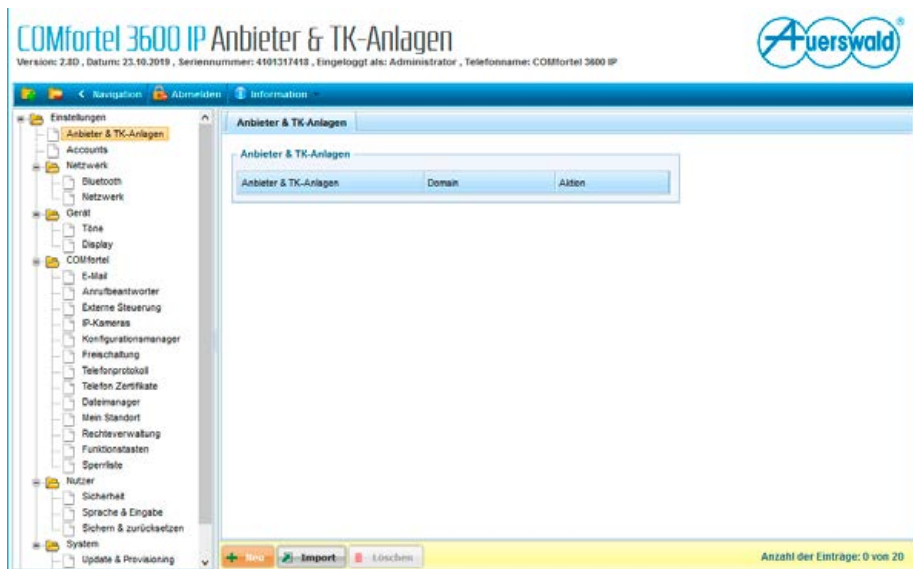 COMfortel 3600 IP Anbieter & TK-Anlagen
Auerswald®
Version: 2.8D , Datum: 23.10.2019 , Seriennummer: 4101317418 , Eingeloggt als: Administrator , Telefonname: COMfortel 3600 IP
Navigation Abmelden Information
Einstellungen
Anbieter & TK-Anlagen
Accounts
Netzwerk
Bluetooth
Netzwerk
Gerät
Töne
Display
COMfortel
E-Mail
Anrufbeantworter
Externe Steuerung
IP-Kameras
Konfigurationsmanager
Freischaltung
Telefonprotokoll
Telefon Zertifikate
Dateimanager
Mein Standort
Rechteverwaltung
Funktionstasten
Sperrliste
Nutzer
Sicherheit
Sprache & Eingabe
Sichern & zurücksetzen
System
Update & Provisioning
Anbieter & TK-Anlagen
Anbieter & TK-Anlagen
Anbieter & TK-Anlagen Domain Aktion
Neu Import Löschen Anzahl der Einträge: 0 von 20